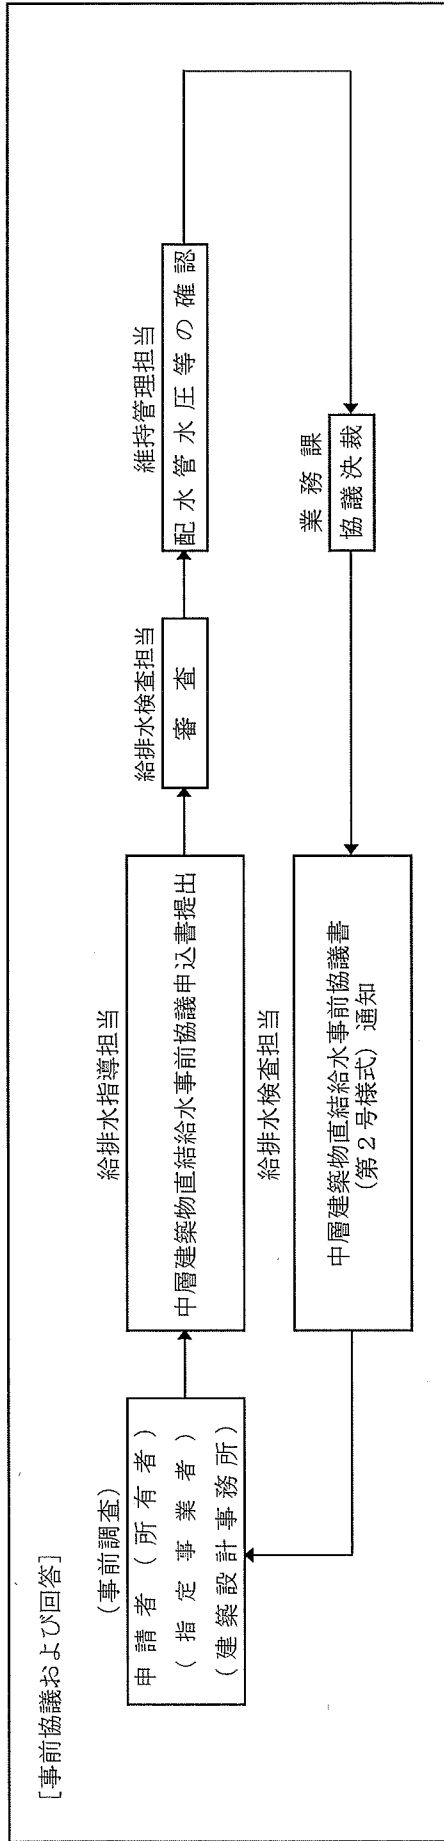 [事前協議および回答]
(事前調査)
申請者(所有者)
(指定事業者)
(建築設計事務所)
給排水指導担当
中層建築物直結給水事前協議申込書提出
給排水検査担当
審査
維持管理担当
配水管水圧等の確認
業務課
協議決裁
給排水検査担当
中層建築物直結給水事前協議書
(第2号様式)通知